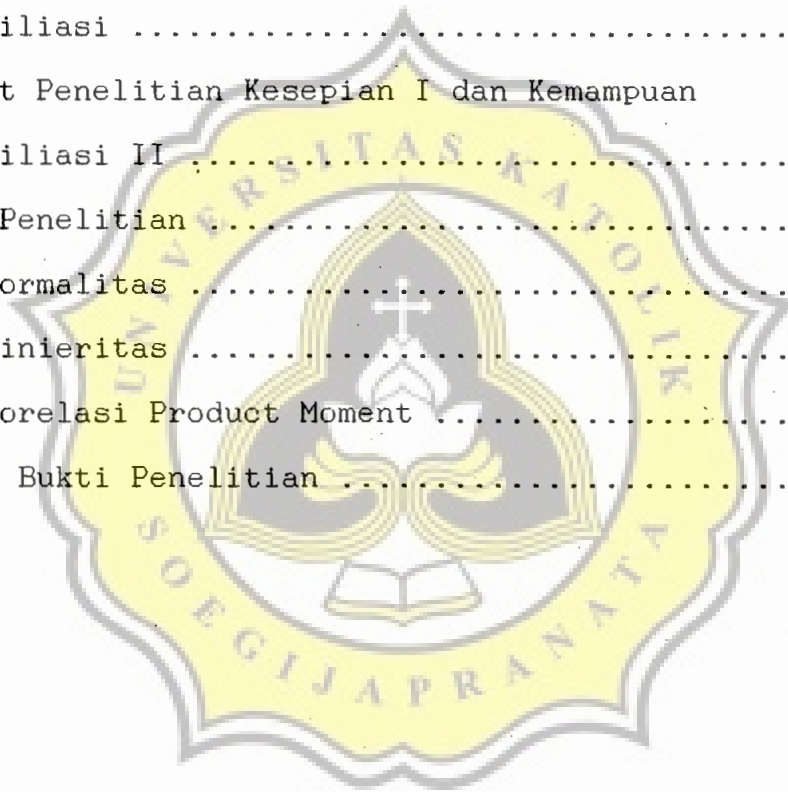 iliasi ..................................
t Penelitian Kesepian I dan Kemampuan
iliasi II ...............................
Penelitian ..............................
ormalitas ...............................
inieritas ...............................
orelasi Product Moment ..................
Bukti Penelitian ........................
UNIVERSITAS KATOLIK
SOEGIJAPRANATA